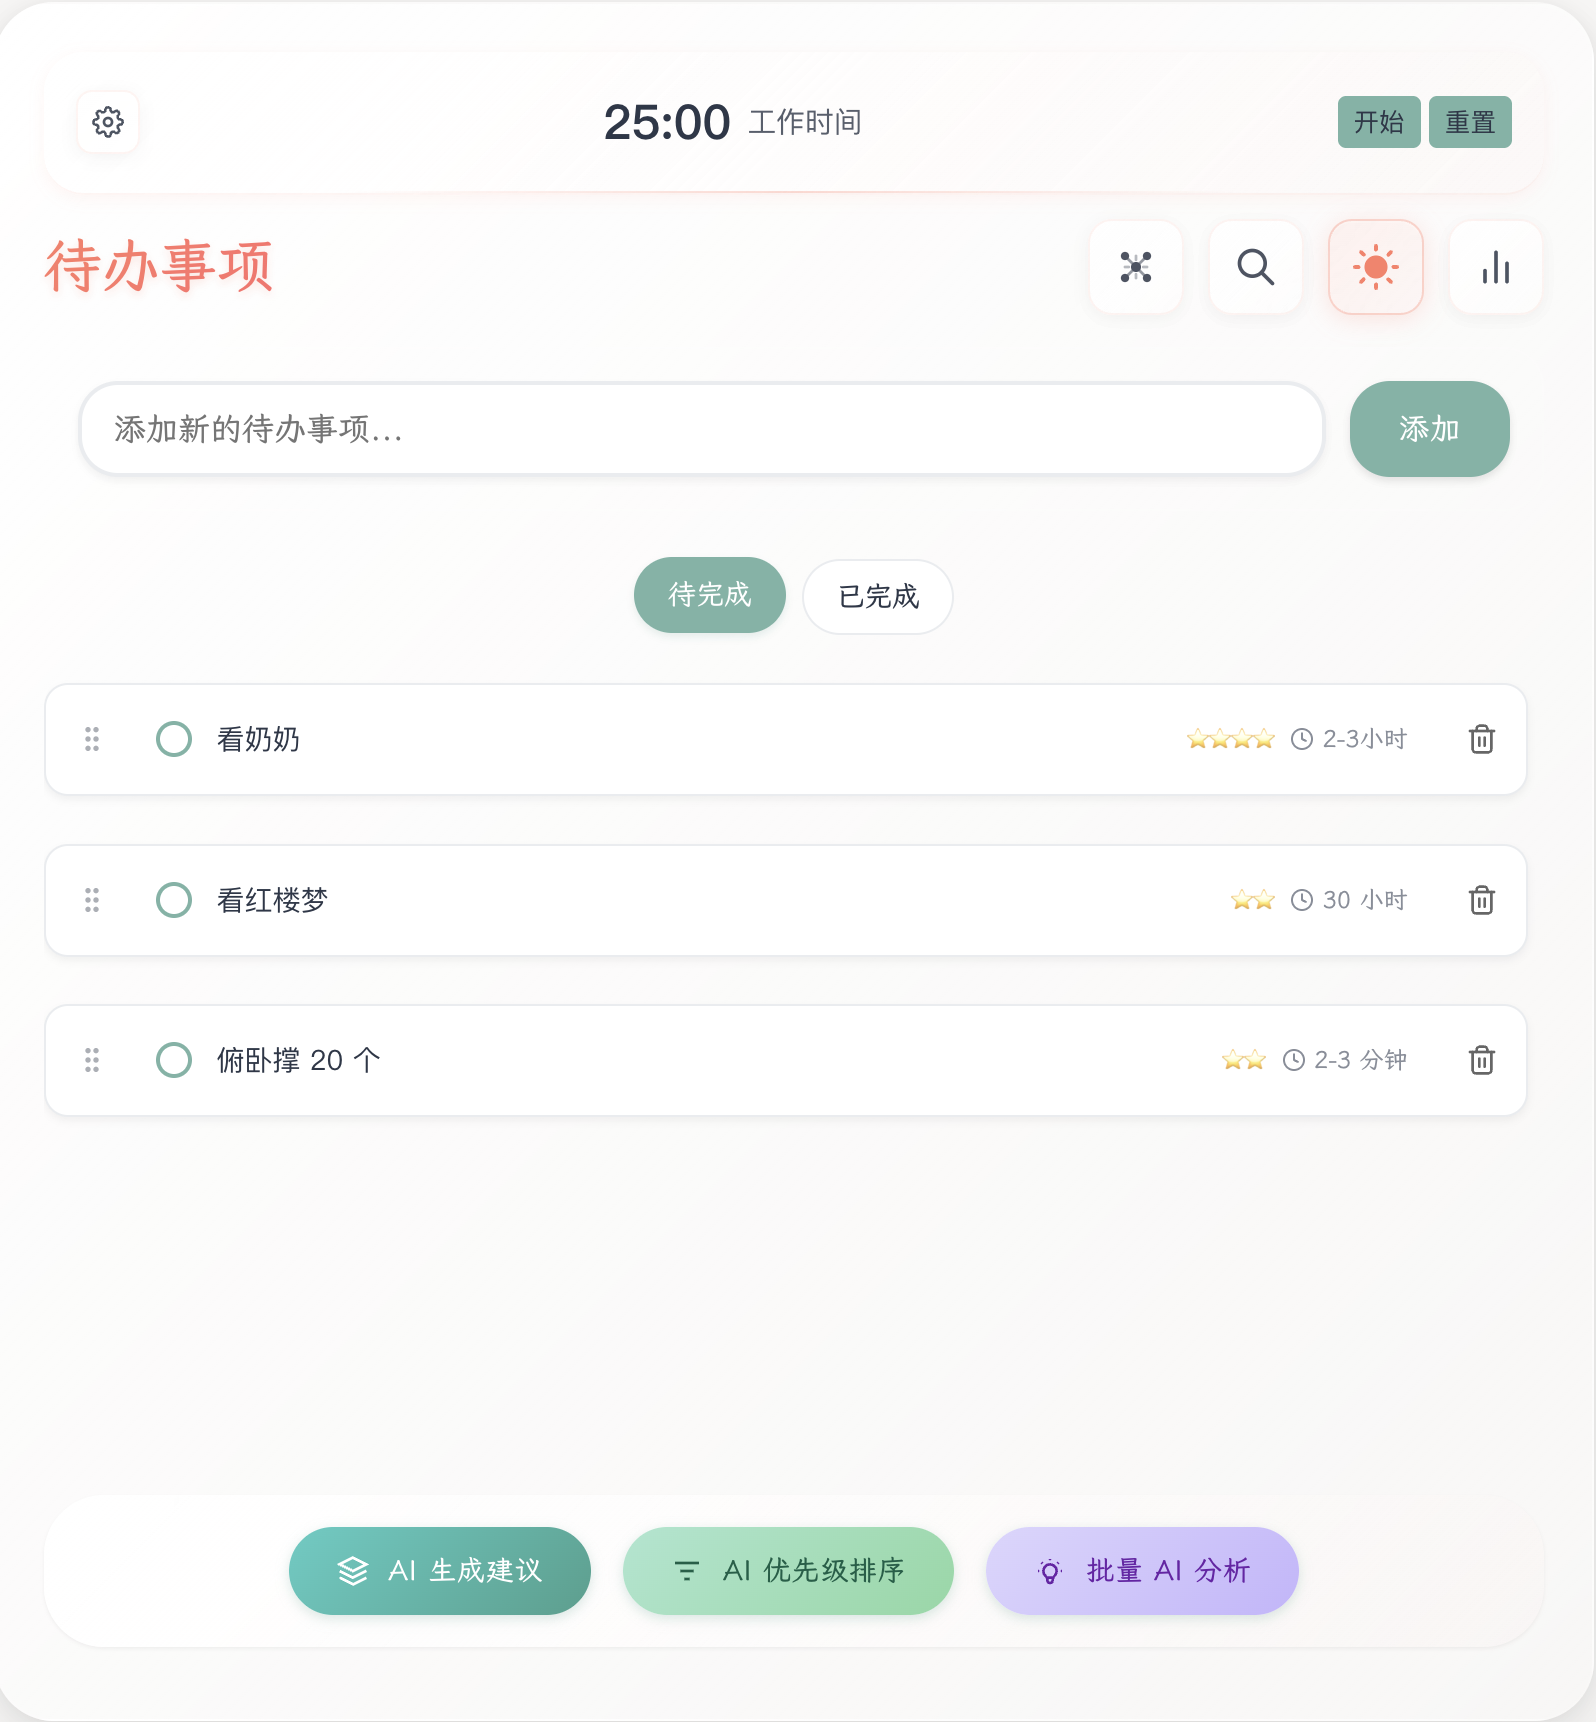 25:00 工作时间 开始 重置
待办事项
添加新的待办事项... 添加
待完成 已完成
看奶奶 2-3小时
看红楼梦 30 小时
俯卧撑 20 个 2-3 分钟
AI 生成建议 AI 优先级排序 批量 AI 分析